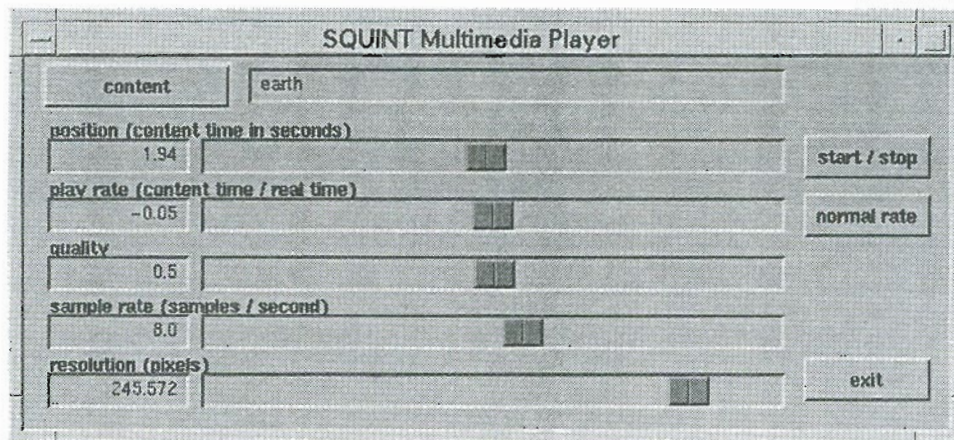 SQUINT Multimedia Player
content earth
position (content time in seconds)
1.94 start / stop
play rate (content time / real time)
-0.05 normal rate
quality
0.5
sample rate (samples / second)
8.0
resolution (pixels)
245.572 exit